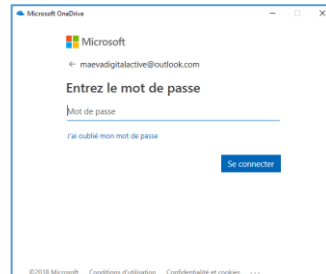 Microsoft OneDrive
Microsoft
← maevadigitalactive@outlook.com
Entrez le mot de passe
Mot de passe
J'ai oublié mon mot de passe
Se connecter
©2018 Microsoft Conditions d'utilisation Confidentialité et cookies ...